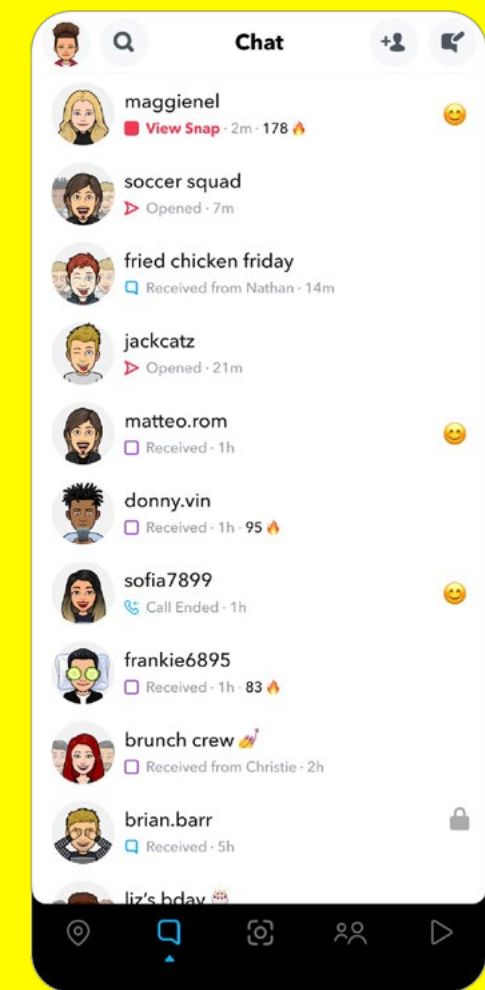 Chat
maggienel
View Snap · 2m · 178 🔥
soccer squad
Opened · 7m
fried chicken friday
Received from Nathan · 14m
jackcatz
Opened · 21m
matteo.rom
Received · 1h
donny.vin
Received · 1h · 95 🔥
sofia7899
Call Ended · 1h
frankie6895
Received · 1h · 83 🔥
brunch crew 💅
Received from Christie · 2h
brian.barr
Received · 5h
liz's bday 🎂